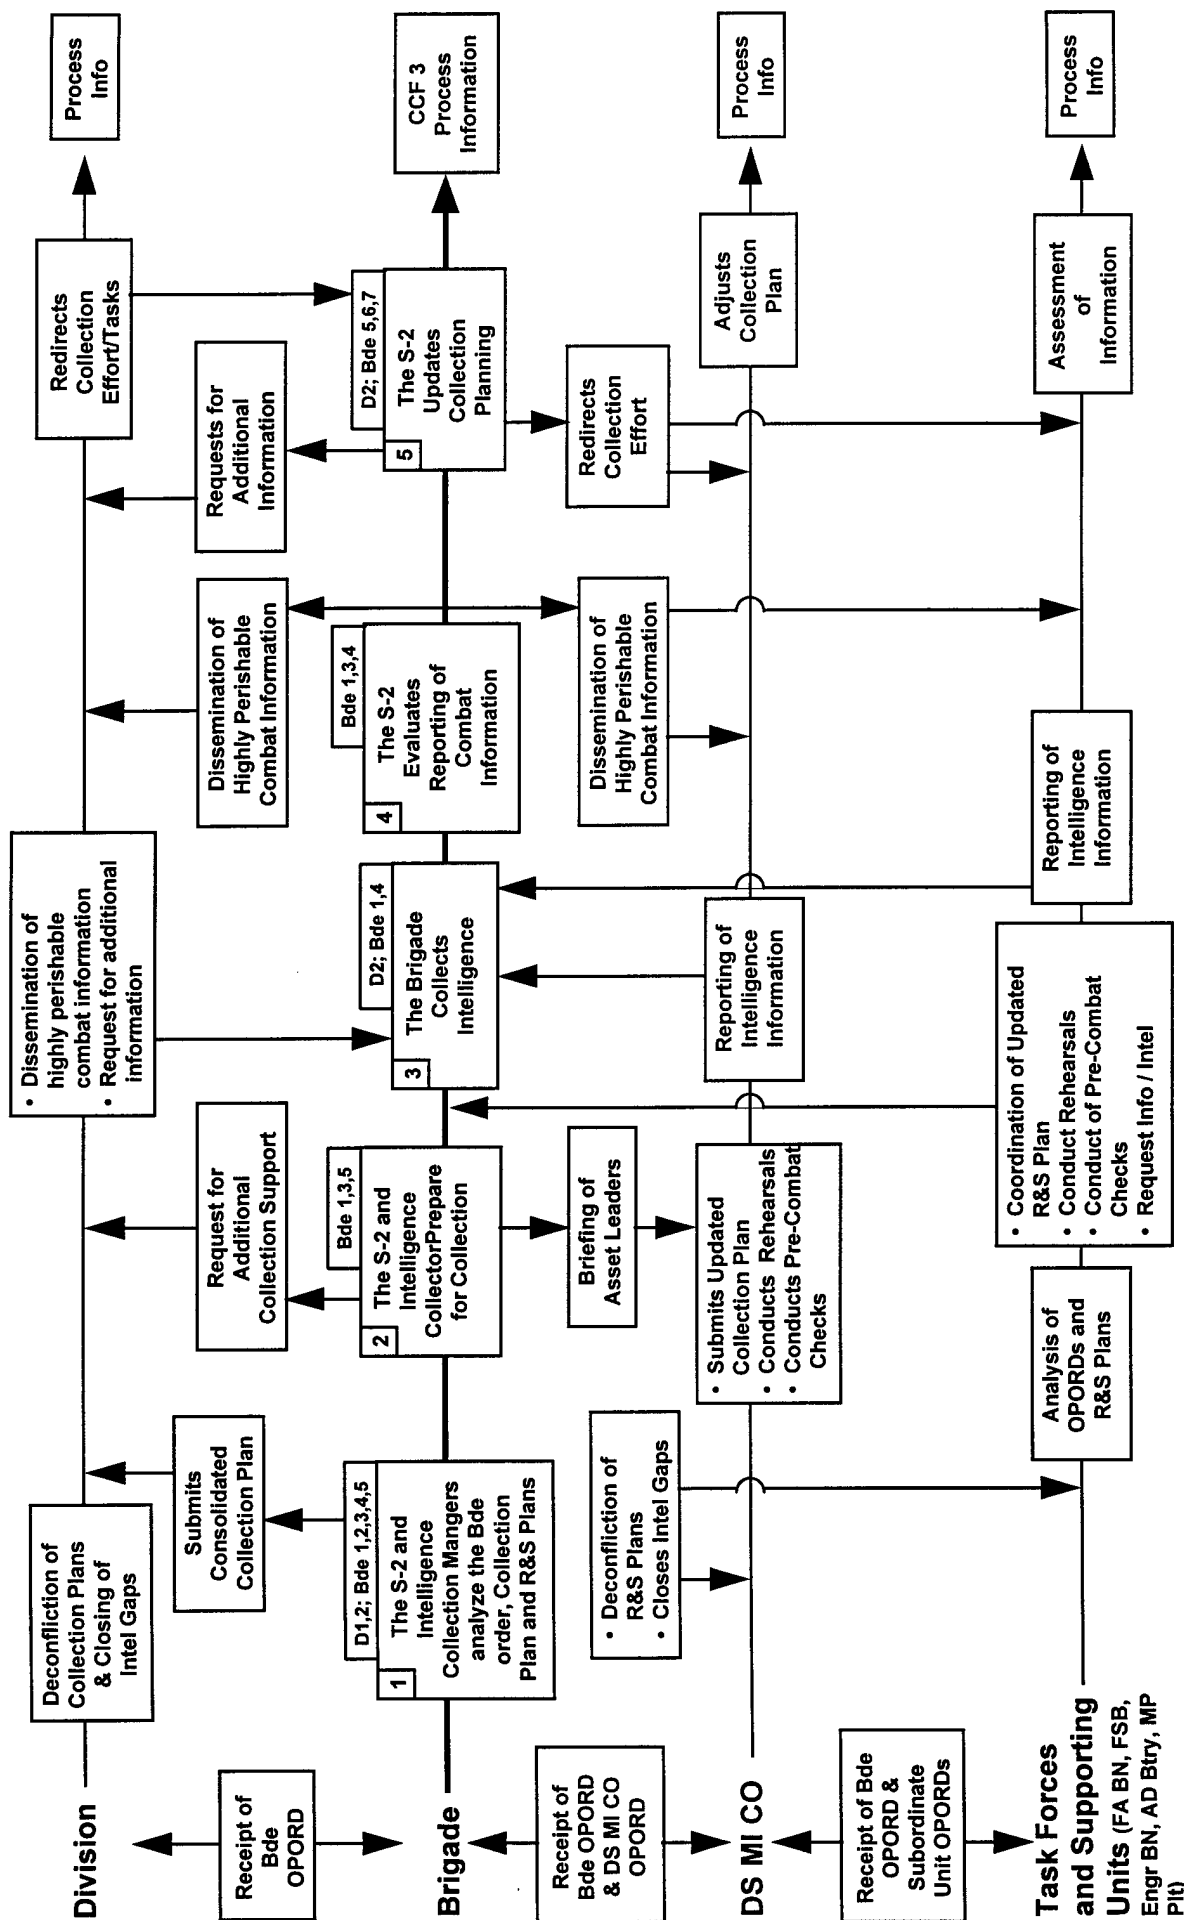 Division
Deconfliction of
Collection Plans
& Closing of
Intel Gaps
• Dissemination of
highly perishable
combat information
• Request for additional
information
Redirects
Collection
Effort/Tasks
Process
Info
Receipt of
Bde
OPORD
Submits
Consolidated
Collection Plan
Request for
Additional
Collection Support
Dissemination of
Highly Perishable
Combat Information
Requests for
Additional
Information
Brigade
D1,2; Bde 1,2,3,4,5
1
The S-2 and
Intelligence
Collection Mangers
analyze the Bde
order, Collection
Plan and R&S Plans
Bde 1,3,5
2
The S-2 and
Intelligence
CollectorPrepare
for Collection
D2; Bde 1,4
3
The Brigade
Collects
Intelligence
Bde 1,3,4
4
The S-2
Evaluates
Reporting of
Combat
Information
D2; Bde 5,6,7
5
The S-2
Updates
Collection
Planning
CCF 3
Process
Information
Receipt of
Bde OPORD
& DS MI CO
OPORD
• Deconfliction of
R&S Plans
• Closes Intel Gaps
Briefing of
Asset Leaders
Dissemination of
Highly Perishable
Combat Information
Redirects
Collection
Effort
DS MI CO
• Submits Updated
Collection Plan
• Conducts Rehearsals
• Conducts Pre-Combat
Checks
Reporting of
Intelligence
Information
Adjusts
Collection
Plan
Process
Info
Receipt of Bde
OPORD &
Subordinate
Unit OPORDs
Task Forces
and Supporting
Units (FA BN, FSB,
Engr BN, AD Btry, MP
Plt)
Analysis of
OPORDs and
R&S Plans
• Coordination of Updated
R&S Plan
• Conduct Rehearsals
• Conduct of Pre-Combat
Checks
• Request Info / Intel
Reporting of
Intelligence
Information
Assessment
of
Information
Process
Info